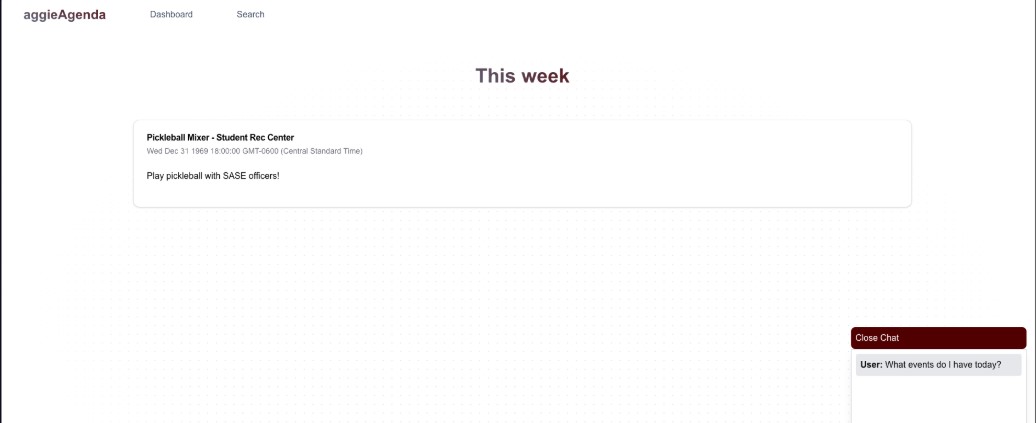 aggieAgenda Dashboard Search
This week
Pickleball Mixer - Student Rec Center
Wed Dec 31 1969 18:00:00 GMT-0600 (Central Standard Time)
Play pickleball with SASE officers!
Close Chat
User: What events do I have today?